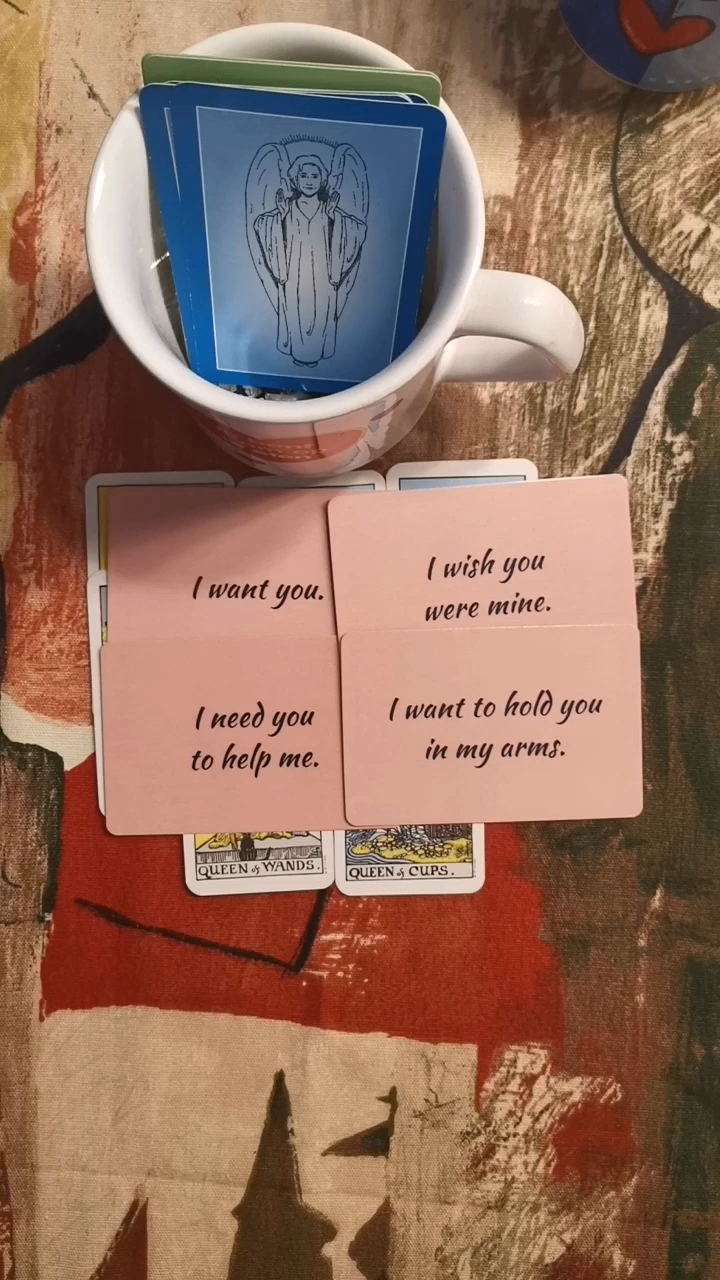 I want you.
I wish you
were mine.
I need you
to help me.
I want to hold you
in my arms.
QUEEN of WANDS.
QUEEN of CUPS.